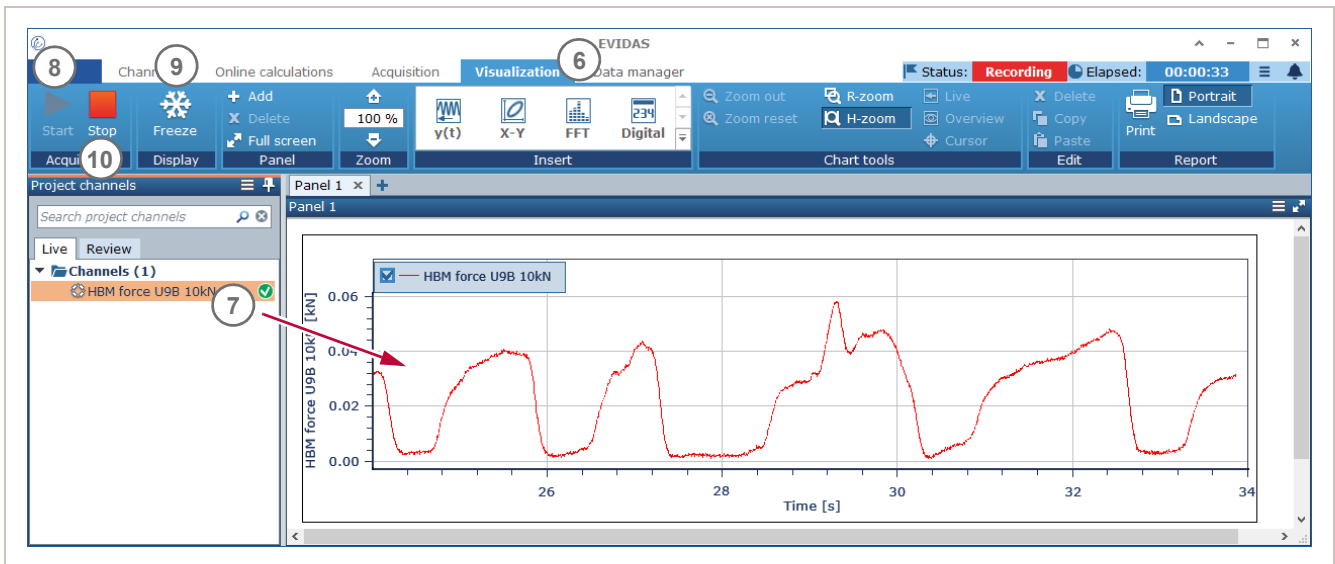 EVIDAS
8 9 6
Online calculations Acquisition Visualization Data manager
Status: Recording Elapsed: 00:00:33
Start Stop Freeze
Add
Delete
Full screen
100 %
y(t) X-Y FFT 234 Digital
Zoom out
Zoom reset
R-zoom
H-zoom
Live
Overview
Cursor
Delete
Copy
Paste
Print
Portrait
Landscape
10 Display Panel Zoom Insert Chart tools Edit Report
Project channels
Panel 1
Panel 1
Search project channels
Live Review
Channels (1)
HBM force U9B 10kN
7
HBM force U9B 10kN
HBM force U9B 10kN [kN]
0.06
0.04
0.02
0.00
26 28 30 32 34
Time [s]